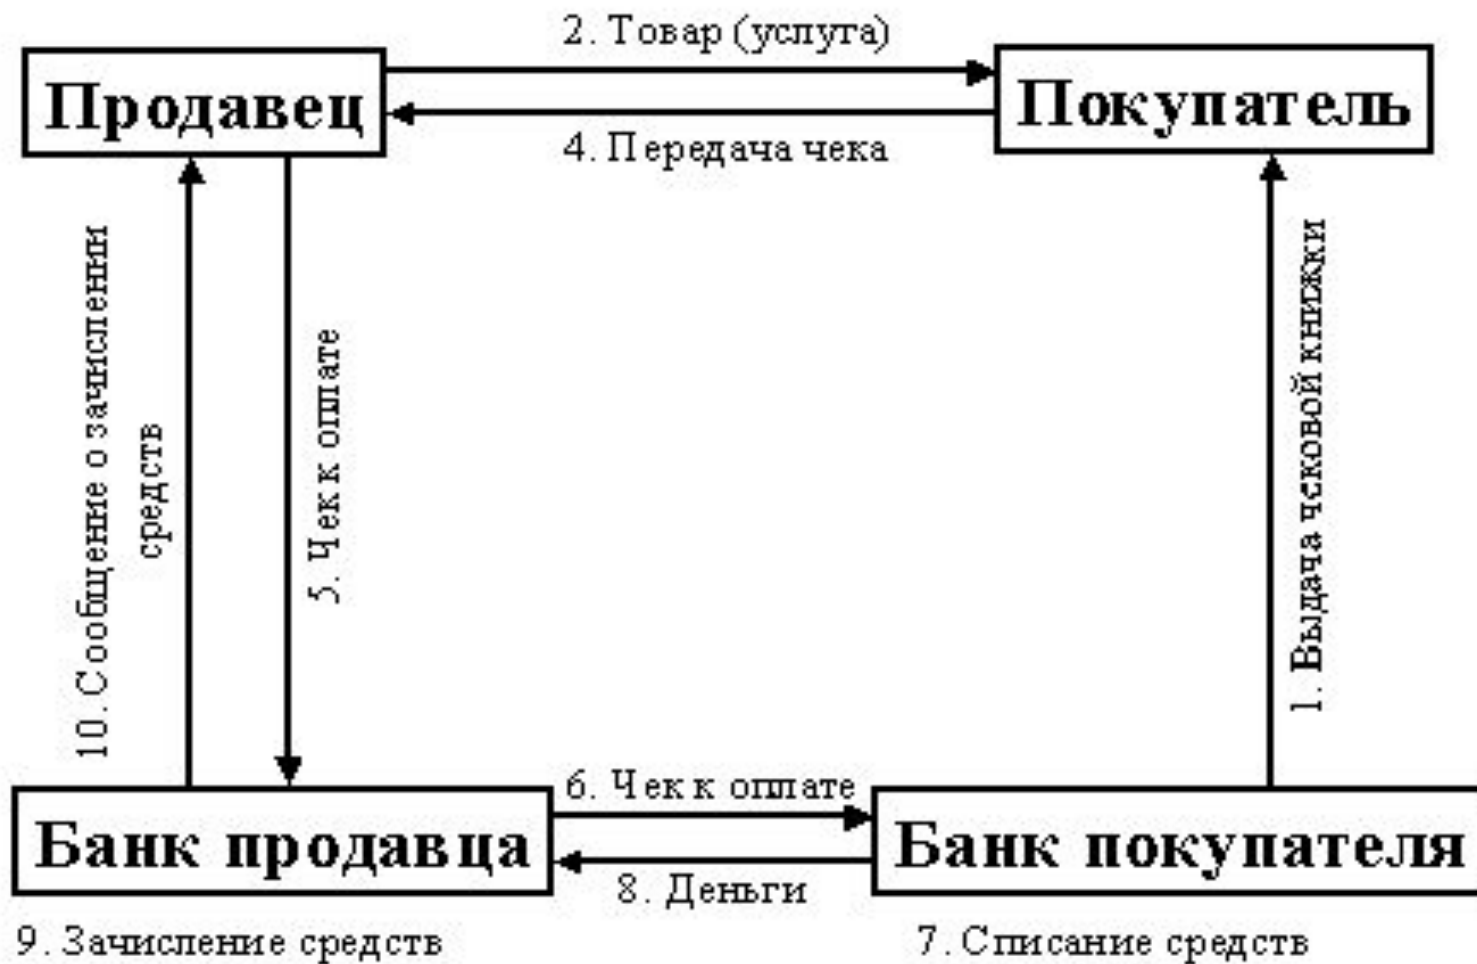 2. Товар (услуга)
Продавец
Покупатель
4. Передача чека
10. Сообщение о зачислении
средств
5. Чек к оплате
1. Выдача чековой книжки
6. Чек к оплате
Банк продавца
Банк покупателя
8. Деньги
9. Зачисление средств
7. Списание средств